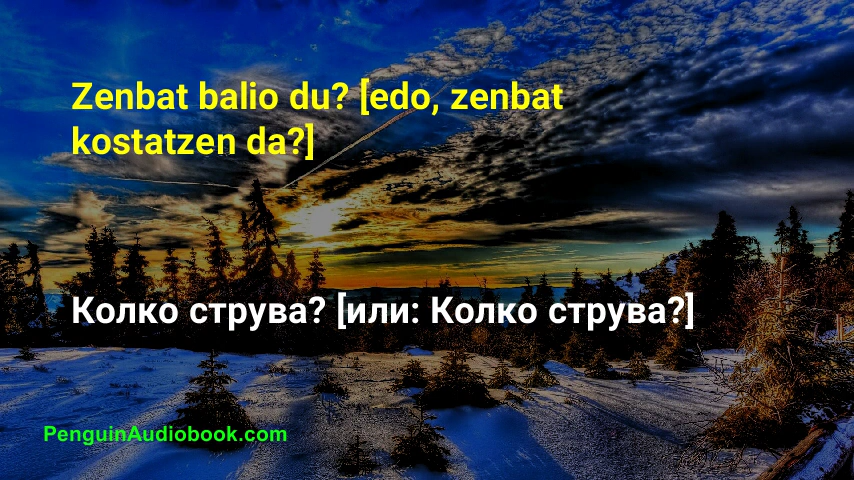 Zenbat balio du? [edo, zenbat
kostatzen da?]
Колко струва? [или: Колко струва?]
PenguinAudiobook.com